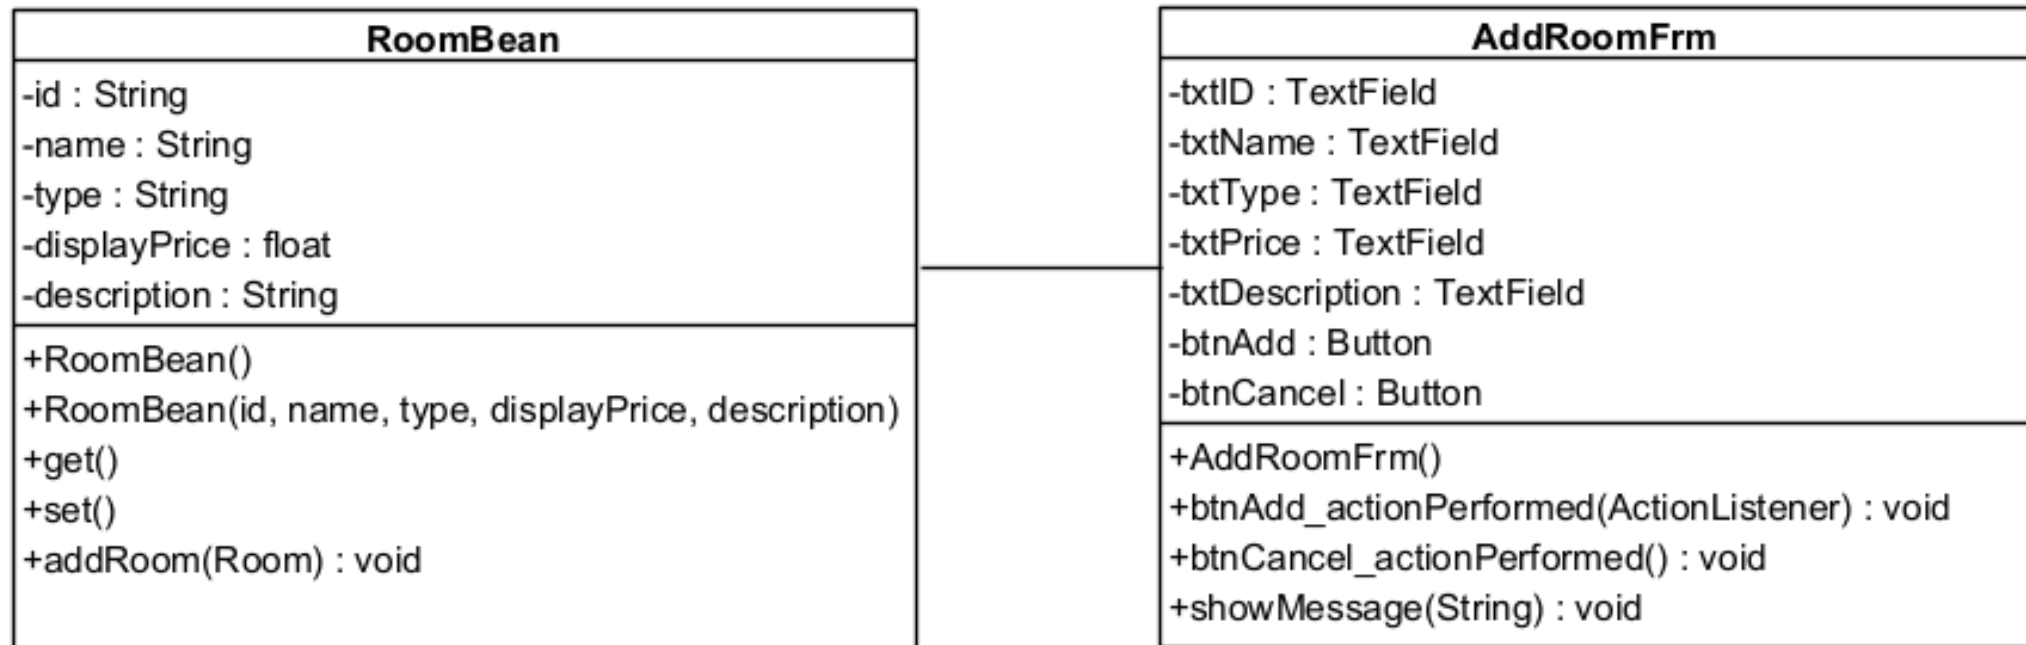 RoomBean
-id : String
-name : String
-type : String
-displayPrice : float
-description : String
+RoomBean()
+RoomBean(id, name, type, displayPrice, description)
+get()
+set()
+addRoom(Room) : void
AddRoomFrm
-txtID : TextField
-txtName : TextField
-txtType : TextField
-txtPrice : TextField
-txtDescription : TextField
-btnAdd : Button
-btnCancel : Button
+AddRoomFrm()
+btnAdd_actionPerformed(ActionListener) : void
+btnCancel_actionPerformed() : void
+showMessage(String) : void